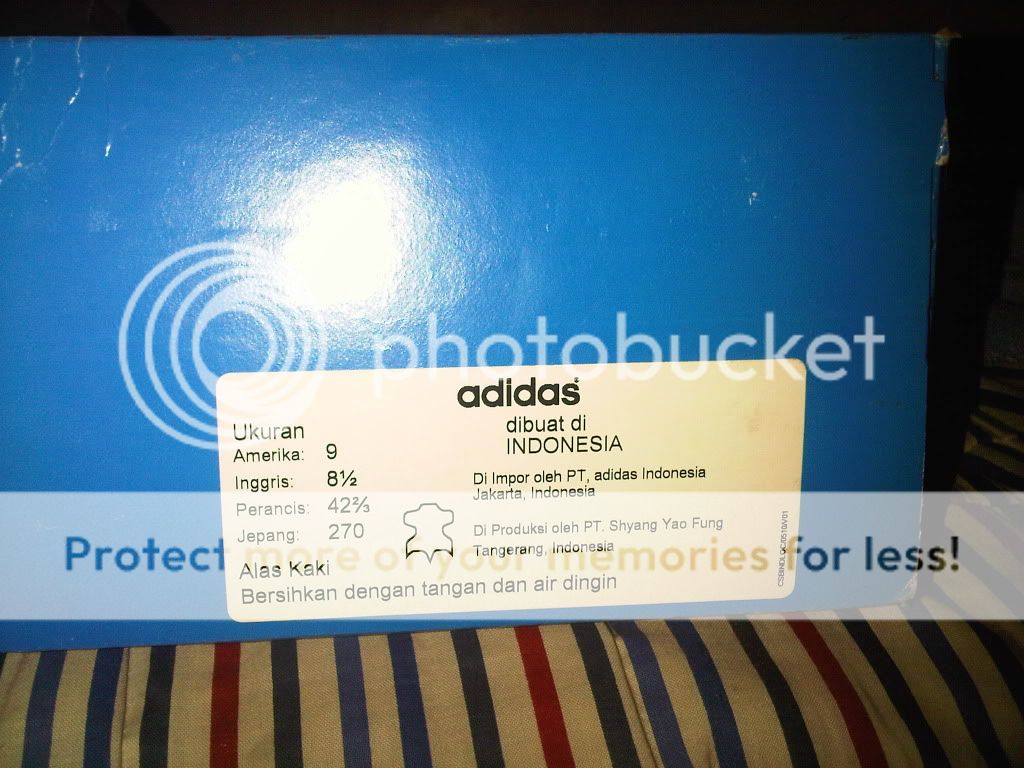 photobucket
adidas
dibuat di
INDONESIA
Ukuran
Amerika: 9
Inggris: 8½
Perancis: 42⅔
Jepang: 270
Di Impor oleh PT, adidas Indonesia
Jakarta, Indonesia
Di Produksi oleh PT. Shyang Yao Fung
Tangerang, Indonesia
Alas Kaki
Bersihkan dengan tangan dan air dingin
Protect more of your memories for less!